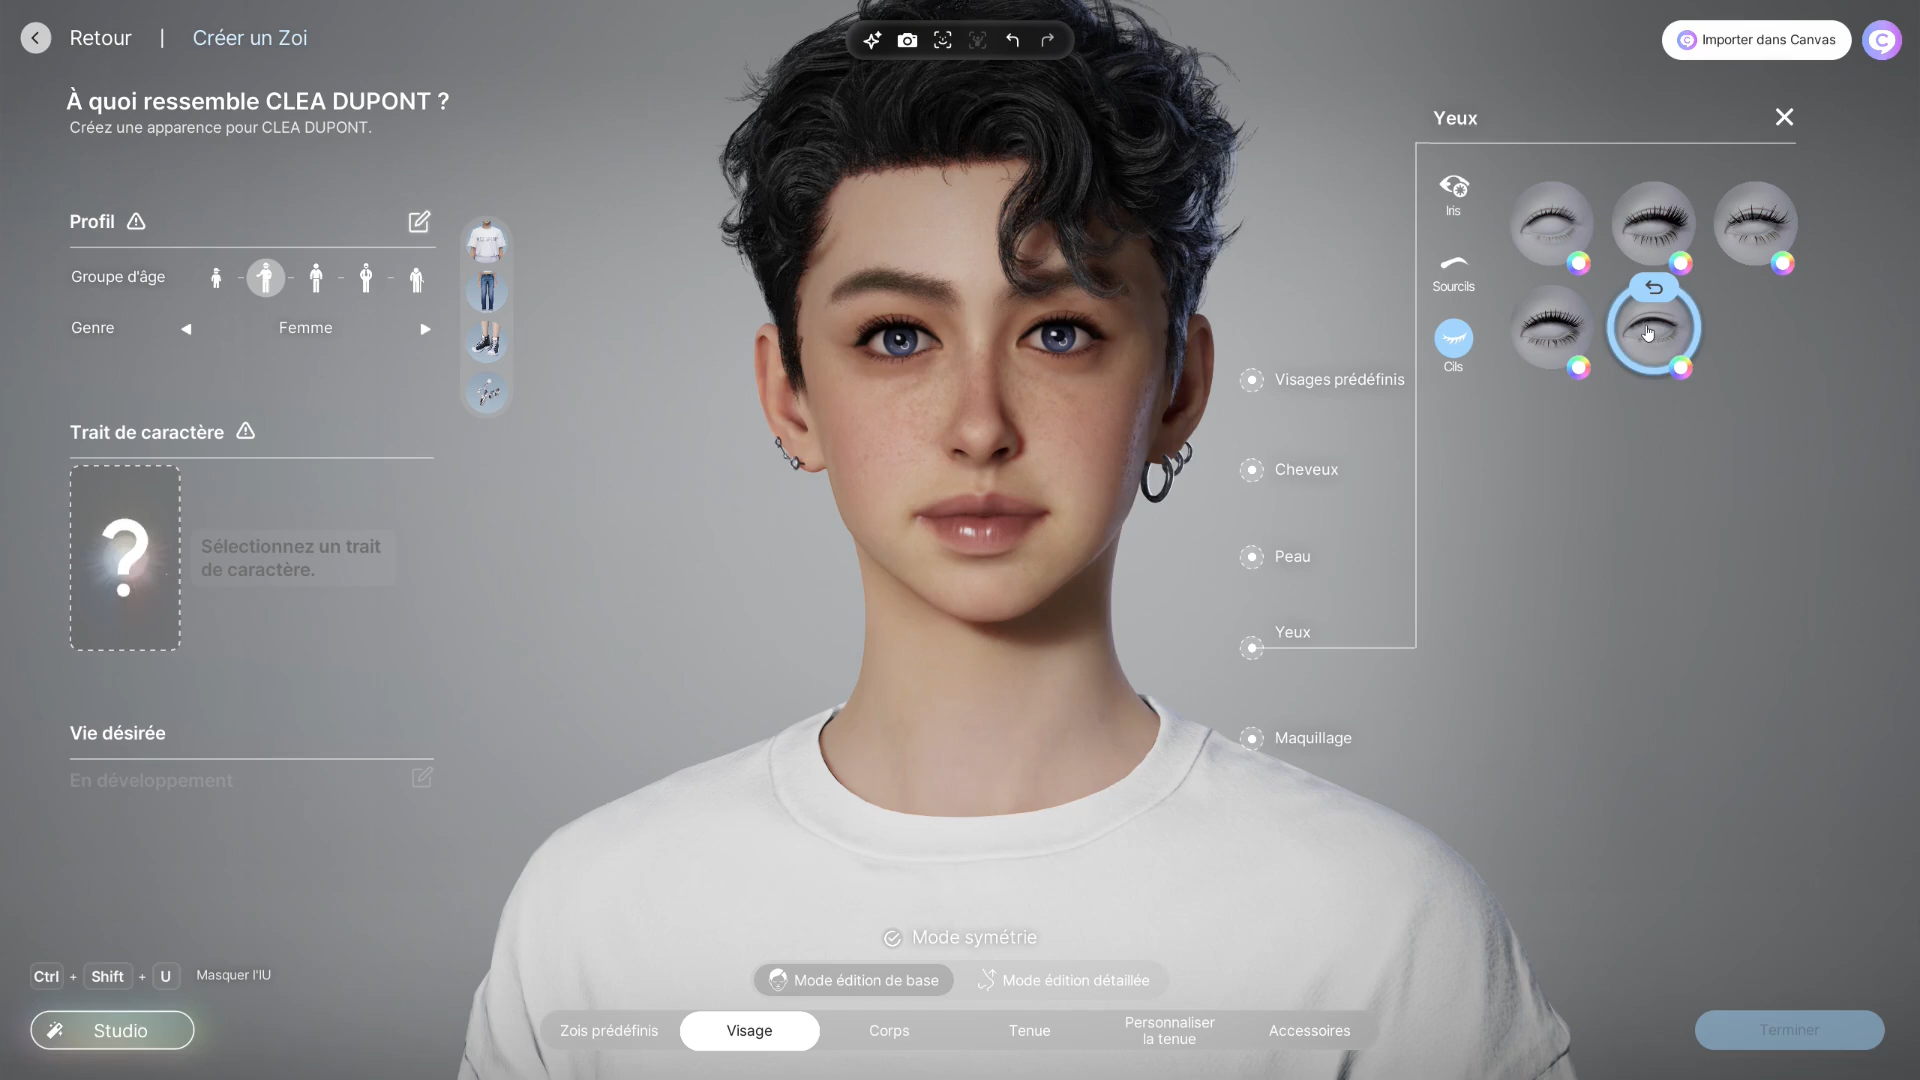 Retour | Créer un Zoi
Importer dans Canvas
À quoi ressemble CLEA DUPONT ?
Créez une apparence pour CLEA DUPONT.
Profil
Groupe d'âge
Genre
Femme
Trait de caractère
?
Sélectionnez un trait
de caractère.
Vie désirée
En développement
Ctrl + Shift + U Masquer l'IU
Studio
Yeux
Iris
Sourcils
Cils
Visages prédéfinis
Cheveux
Peau
Yeux
Maquillage
Mode symétrie
Mode édition de base
Mode édition détaillée
Zois prédéfinis
Visage
Corps
Tenue
Personnaliser
la tenue
Accessoires
Terminer